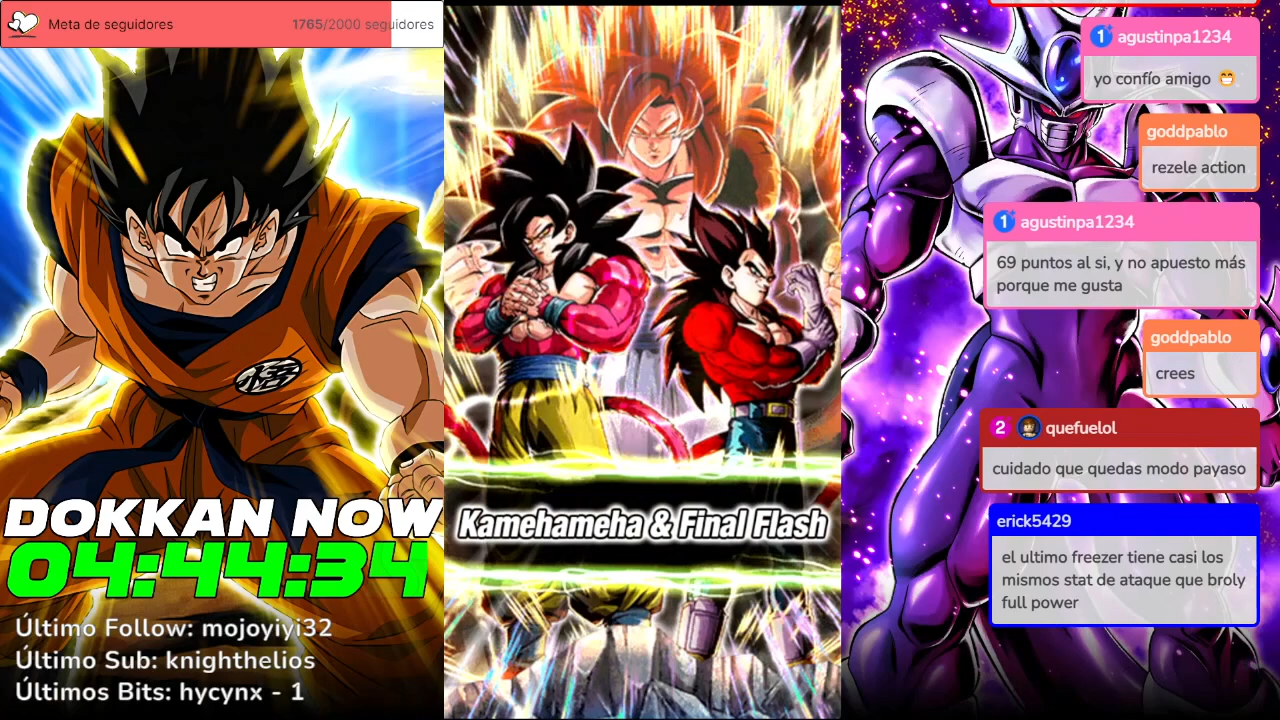 Meta de seguidores
1765/2000 seguidores
DOKKAN NOW
04:44:34
Último Follow: mojoyiyi32
Último Sub: knighthelios
Últimos Bits: hycynx - 1
Kamehameha & Final Flash
1 agustinpa1234
yo confío amigo 😁
goddpablo
rezele action
1 agustinpa1234
69 puntos al si, y no apuesto más
porque me gusta
goddpablo
crees
2 quefuelol
cuidado que quedas modo payaso
erick5429
el ultimo freezer tiene casi los
mismos stat de ataque que broly
full power